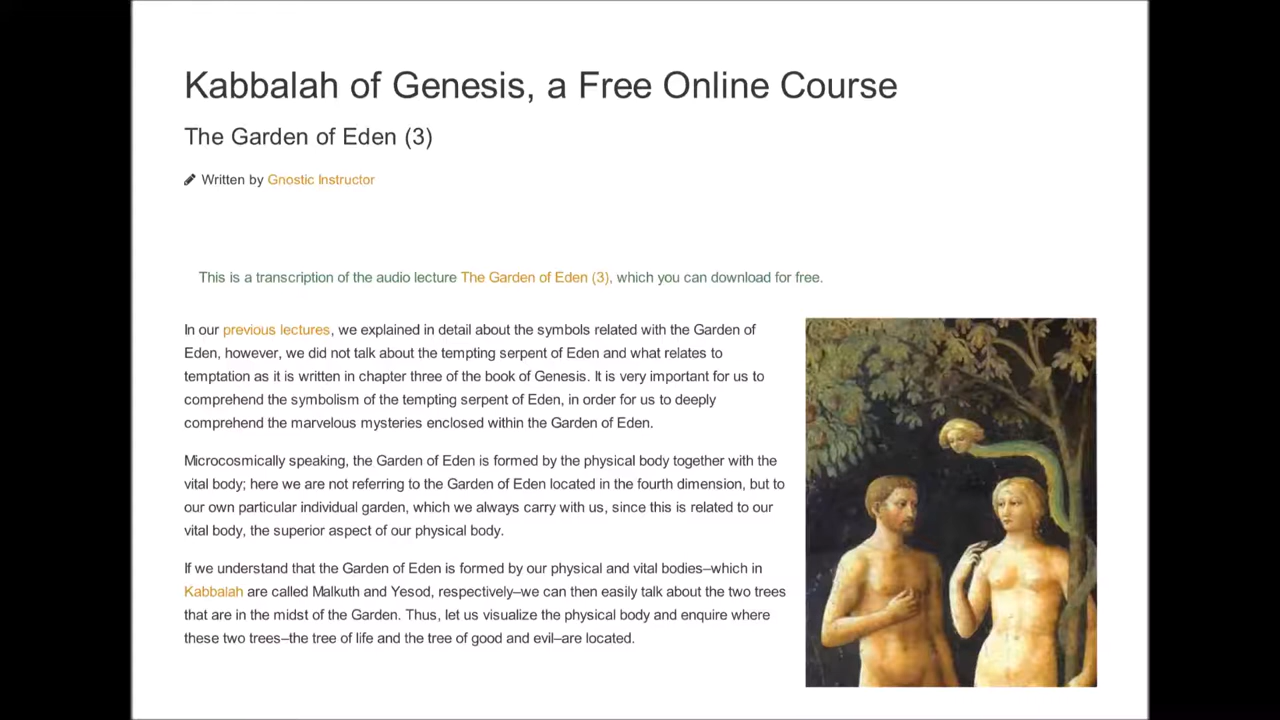 Kabbalah of Genesis, a Free Online Course
The Garden of Eden (3)
Written by Gnostic Instructor
This is a transcription of the audio lecture The Garden of Eden (3), which you can download for free.
In our previous lectures, we explained in detail about the symbols related with the Garden of
Eden, however, we did not talk about the tempting serpent of Eden and what relates to
temptation as it is written in chapter three of the book of Genesis. It is very important for us to
comprehend the symbolism of the tempting serpent of Eden, in order for us to deeply
comprehend the marvelous mysteries enclosed within the Garden of Eden.
Microcosmically speaking, the Garden of Eden is formed by the physical body together with the
vital body; here we are not referring to the Garden of Eden located in the fourth dimension, but to
our own particular individual garden, which we always carry with us, since this is related to our
vital body, the superior aspect of our physical body.
If we understand that the Garden of Eden is formed by our physical and vital bodies–which in
Kabbalah are called Malkuth and Yesod, respectively–we can then easily talk about the two trees
that are in the midst of the Garden. Thus, let us visualize the physical body and enquire where
these two trees–the tree of life and the tree of good and evil–are located.